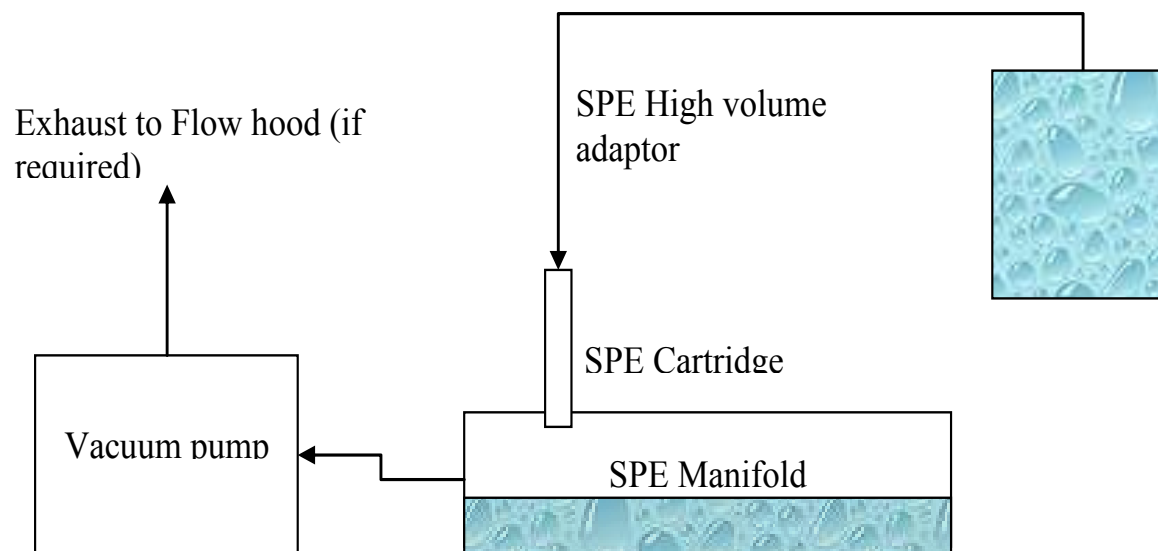 Exhaust to Flow hood (if
required)
SPE High volume
adaptor
SPE Cartridge
Vacuum pump
SPE Manifold